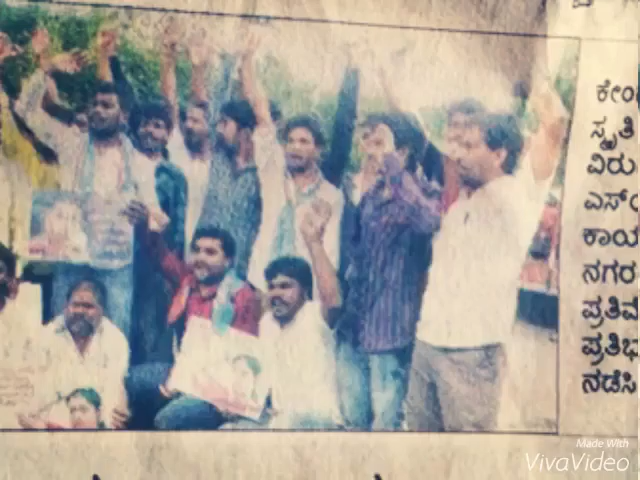 ಕೇಂ
ಸ್ಮೃತಿ
ವಿರು
ಎಸ್‌
ಕಾಯ
ನಗರ
ಪ್ರತಿಮ
ಪ್ರತಿಭ
ನಡೆಸಿ
Made With
VivaVideo